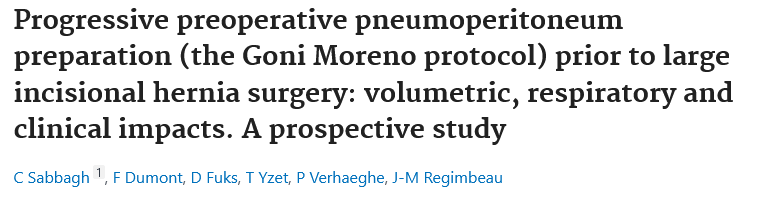 Progressive preoperative pneumoperitoneum
preparation (the Goni Moreno protocol) prior to large
incisional hernia surgery: volumetric, respiratory and
clinical impacts. A prospective study
C Sabbagh 1, F Dumont, D Fuks, T Yzet, P Verhaeghe, J-M Regimbeau